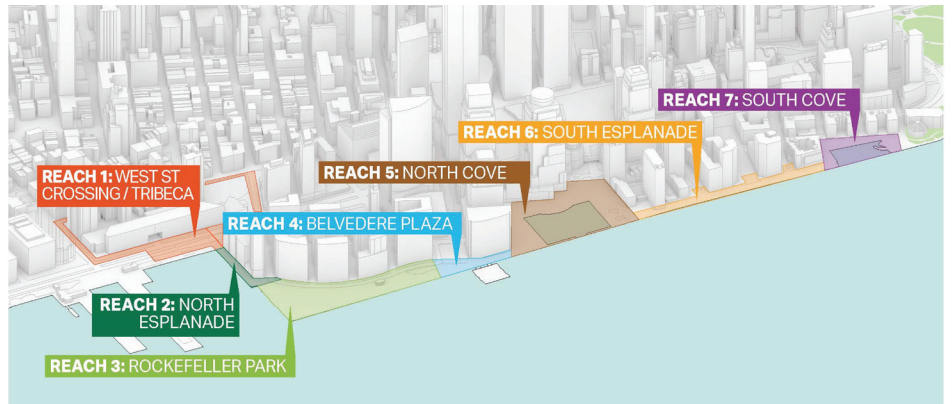 REACH 1: WEST ST
CROSSING / TRIBECA
REACH 2: NORTH
ESPLANADE
REACH 3: ROCKEFELLER PARK
REACH 4: BELVEDERE PLAZA
REACH 5: NORTH COVE
REACH 6: SOUTH ESPLANADE
REACH 7: SOUTH COVE